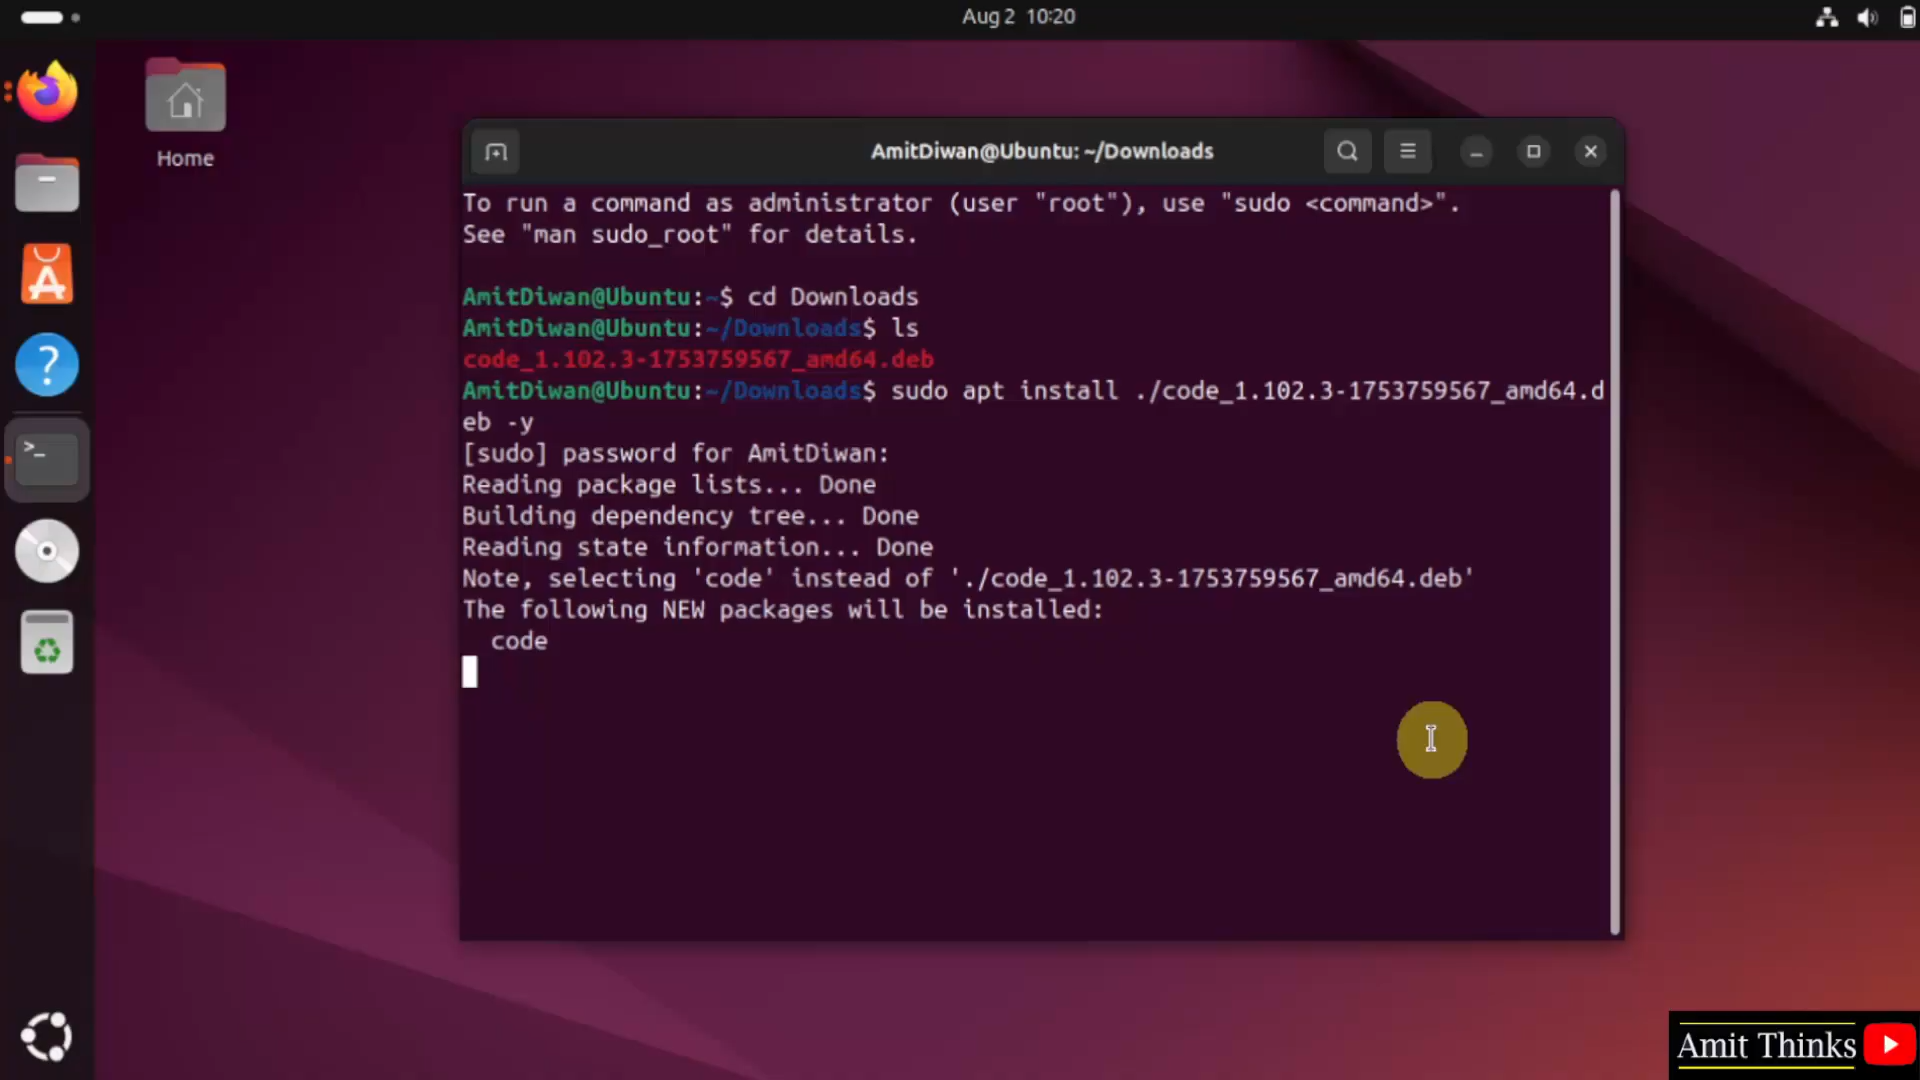 Aug 2 10:20
Home
AmitDiwan@Ubuntu: ~/Downloads
To run a command as administrator (user "root"), use "sudo <command>".
See "man sudo_root" for details.
AmitDiwan@Ubuntu:~$ cd Downloads
AmitDiwan@Ubuntu:~/Downloads$ ls
code_1.102.3-1753759567_amd64.deb
AmitDiwan@Ubuntu:~/Downloads$ sudo apt install ./code_1.102.3-1753759567_amd64.d
eb -y
[sudo] password for AmitDiwan:
Reading package lists... Done
Building dependency tree... Done
Reading state information... Done
Note, selecting 'code' instead of './code_1.102.3-1753759567_amd64.deb'
The following NEW packages will be installed:
  code
Amit Thinks